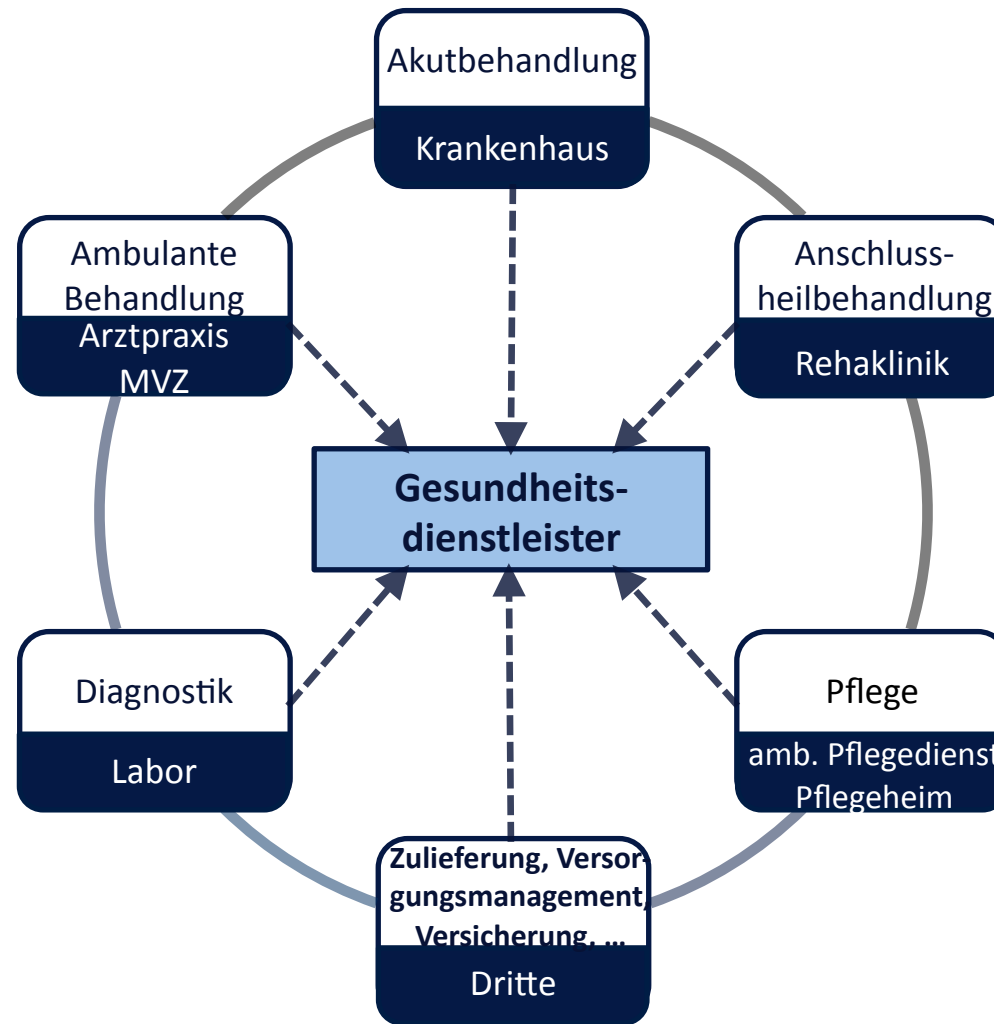 Akutbehandlung
Krankenhaus
Ambulante
Behandlung
Arztpraxis
MVZ
Anschluss-
heilbehandlung
Rehaklinik
Gesundheits-
dienstleister
Diagnostik
Labor
Pflege
amb. Pflegedienst
Pflegeheim
Zulieferung, Versor-
gungsmanagement,
Versicherung, ...
Dritte